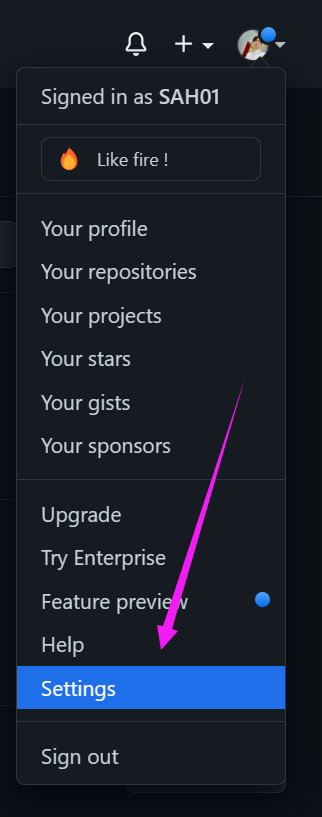 Signed in as SAH01
Like fire !
Your profile
Your repositories
Your projects
Your stars
Your gists
Your sponsors
Upgrade
Try Enterprise
Feature preview
Help
Settings
Sign out